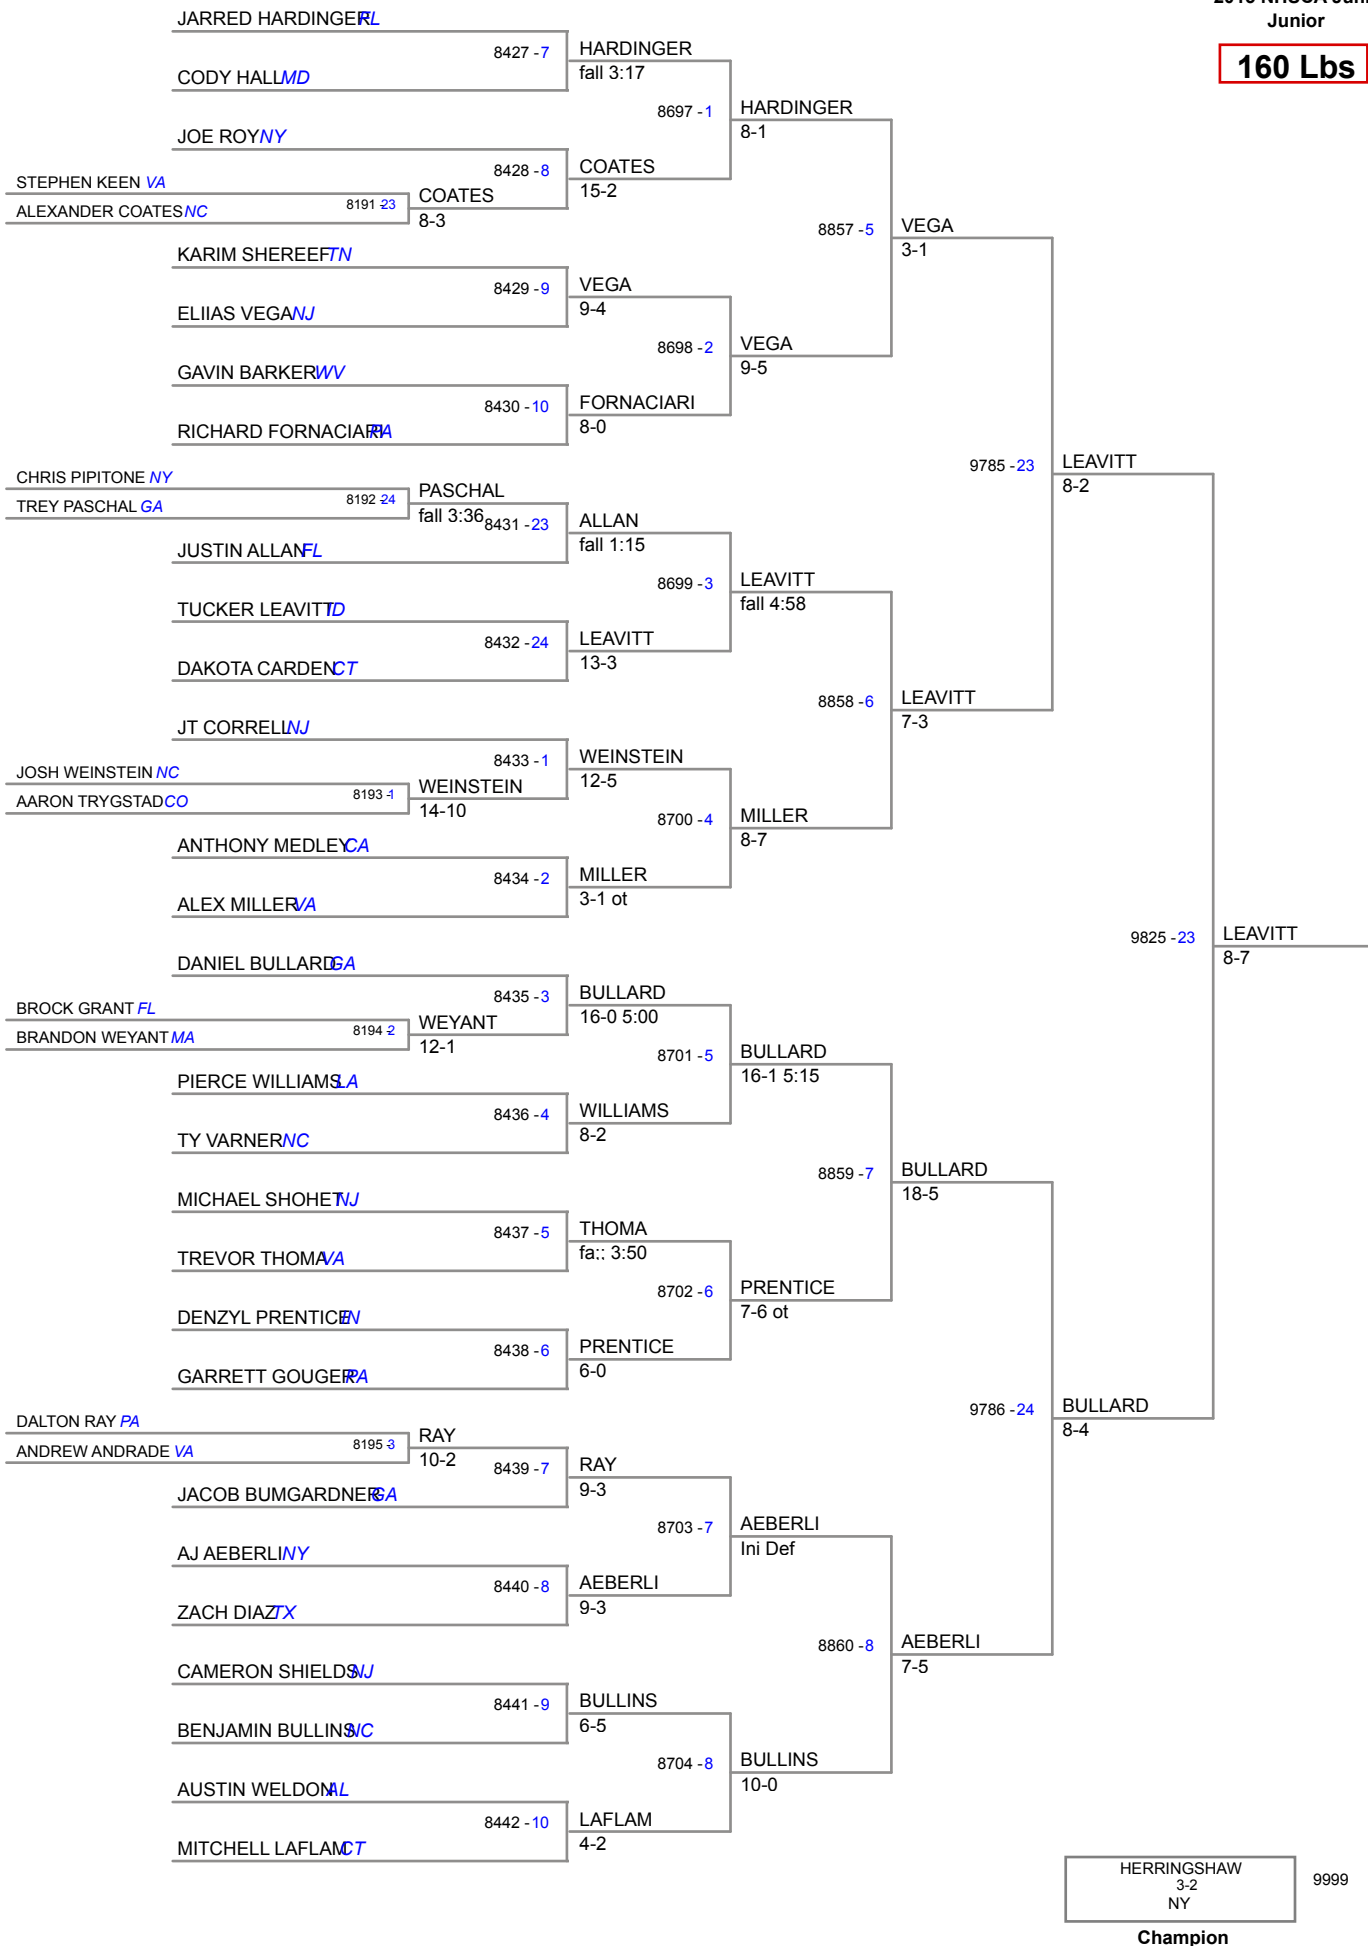 Junior
160 Lbs
JARRED HARDINGER FL
8427 - 7
HARDINGER
fall 3:17
CODY HALL MD
8697 - 1
HARDINGER
8-1
JOE ROY NY
8428 - 8
COATES
15-2
STEPHEN KEEN VA
8191 - 23
COATES
8-3
ALEXANDER COATES NC
8857 - 5
VEGA
3-1
KARIM SHEREEF TN
8429 - 9
VEGA
9-4
ELIIAS VEGA NJ
8698 - 2
VEGA
9-5
GAVIN BARKER WV
8430 - 10
FORNACIARI
8-0
RICHARD FORNACIARI PA
9785 - 23
LEAVITT
8-2
CHRIS PIPITONE NY
8192 - 24
PASCHAL
fall 3:36
TREY PASCHAL GA
8431 - 23
ALLAN
fall 1:15
JUSTIN ALLAN FL
8699 - 3
LEAVITT
fall 4:58
TUCKER LEAVITT ID
8432 - 24
LEAVITT
13-3
DAKOTA CARDEN CT
8858 - 6
LEAVITT
7-3
JT CORRELL NJ
8433 - 1
WEINSTEIN
12-5
JOSH WEINSTEIN NC
8193 - 1
WEINSTEIN
14-10
AARON TRYGSTAD CO
8700 - 4
MILLER
8-7
ANTHONY MEDLEY CA
8434 - 2
MILLER
3-1 ot
ALEX MILLER VA
9825 - 23
LEAVITT
8-7
DANIEL BULLARD GA
8435 - 3
BULLARD
16-0 5:00
BROCK GRANT FL
8194 - 2
WEYANT
12-1
BRANDON WEYANT MA
8701 - 5
BULLARD
16-1 5:15
PIERCE WILLIAMS LA
8436 - 4
WILLIAMS
8-2
TY VARNER NC
8859 - 7
BULLARD
18-5
MICHAEL SHOHET NJ
8437 - 5
THOMA
fa:: 3:50
TREVOR THOMA VA
8702 - 6
PRENTICE
7-6 ot
DENZYL PRENTICE IN
8438 - 6
PRENTICE
6-0
GARRETT GOUGER PA
9786 - 24
BULLARD
8-4
DALTON RAY PA
8195 - 3
RAY
10-2
ANDREW ANDRADE VA
8439 - 7
RAY
9-3
JACOB BUMGARDNER GA
8703 - 7
AEBERLI
Ini Def
AJ AEBERLI NY
8440 - 8
AEBERLI
9-3
ZACH DIAZ TX
8860 - 8
AEBERLI
7-5
CAMERON SHIELDS NJ
8441 - 9
BULLINS
6-5
BENJAMIN BULLINS NC
8704 - 8
BULLINS
10-0
AUSTIN WELDON AL
8442 - 10
LAFLAM
4-2
MITCHELL LAFLAM CT
HERRINGSHAW
3-2
NY
9999
Champion